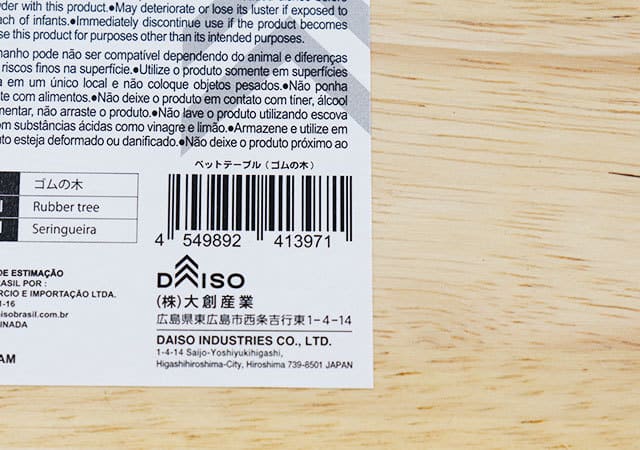 der with this product.●May deteriorate or lose its luster if exposed to
ach of infants.●Immediately discontinue use if the product becomes
se this product for purposes other than its intended purposes.
manho pode não ser compatível dependendo do animal e diferenças
riscos finos na superfície.●Utilize o produto somente em superfícies
a em um único local e não coloque objetos pesados.●Não ponha
te com alimentos.●Não deixe o produto em contato com tíner, álcool
mentar, não arraste o produto.●Não lave o produto utilizando escova
om substâncias ácidas como vinagre e limão.●Armazene e utilize em
to esteja deformado ou danificado.●Não deixe o produto próximo ao
ペットテーブル（ゴムの木）
ゴムの木
Rubber tree
Seringueira
4 549892 413971
DE ESTIMAÇÃO
ASIL POR :
RCIO E IMPORTAÇÃO LTDA.
1-16
isobrasil.com.br
INADA
AM
DAISO
(株)大創産業
広島県東広島市西条吉行東1-4-14
DAISO INDUSTRIES CO., LTD.
1-4-14 Saijo-Yoshiyukihigashi,
Higashihiroshima-City, Hiroshima 739-8501 JAPAN